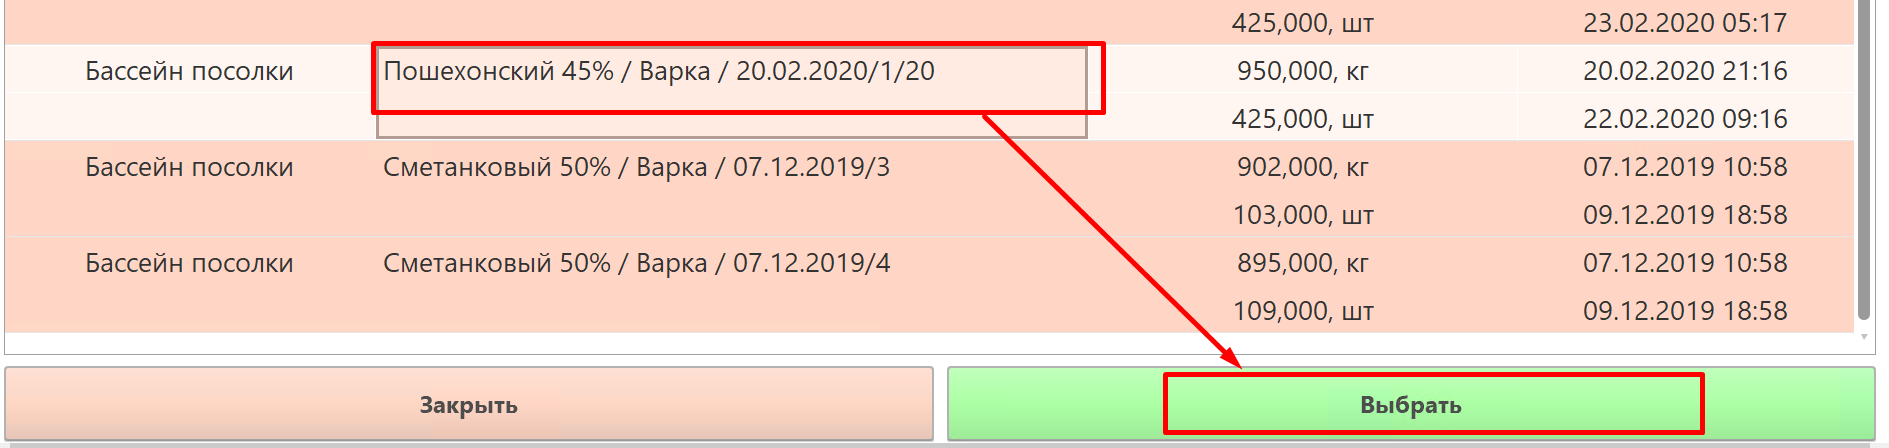 425,000, шт 23.02.2020 05:17
Бассейн посолки Пошехонский 45% / Варка / 20.02.2020/1/20 950,000, кг 20.02.2020 21:16
425,000, шт 22.02.2020 09:16
Бассейн посолки Сметанковый 50% / Варка / 07.12.2019/3 902,000, кг 07.12.2019 10:58
103,000, шт 09.12.2019 18:58
Бассейн посолки Сметанковый 50% / Варка / 07.12.2019/4 895,000, кг 07.12.2019 10:58
109,000, шт 09.12.2019 18:58
Закрыть Выбрать